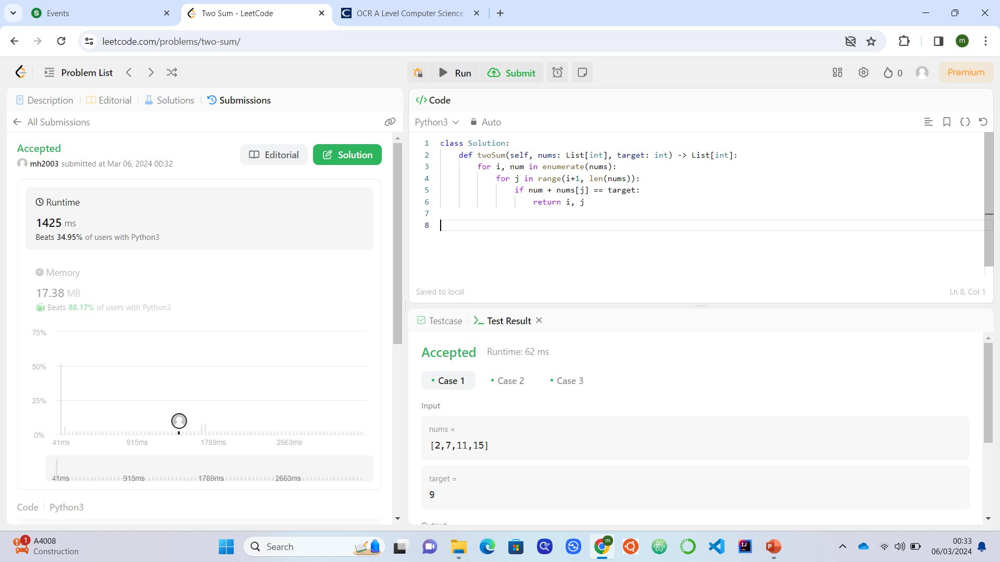 Events
Two Sum - LeetCode
OCR A Level Computer Science
leetcode.com/problems/two-sum/
m
Problem List
Run
Submit
0
Premium
Description
Editorial
Solutions
Submissions
All Submissions
Accepted
mh2003 submitted at Mar 06, 2024 00:32
Editorial
Solution
Runtime
1425 ms
Beats 34.95% of users with Python3
Memory
17.38 MB
Beats 88.17% of users with Python3
75%
50%
25%
0%
41ms 915ms 1789ms 2663ms
41ms 915ms 1789ms 2663ms
Code Python3
</> Code
Python3 Auto
1 class Solution:
2 def twoSum(self, nums: List[int], target: int) -> List[int]:
3 for i, num in enumerate(nums):
4 for j in range(i+1, len(nums)):
5 if num + nums[j] == target:
6 return i, j
7
8
Saved to local
Ln 8, Col 1
Testcase
Test Result
Accepted Runtime: 62 ms
Case 1 Case 2 Case 3
Input
nums =
[2,7,11,15]
target =
9
Output
1
A4008
Construction
Search
m
00:33
06/03/2024